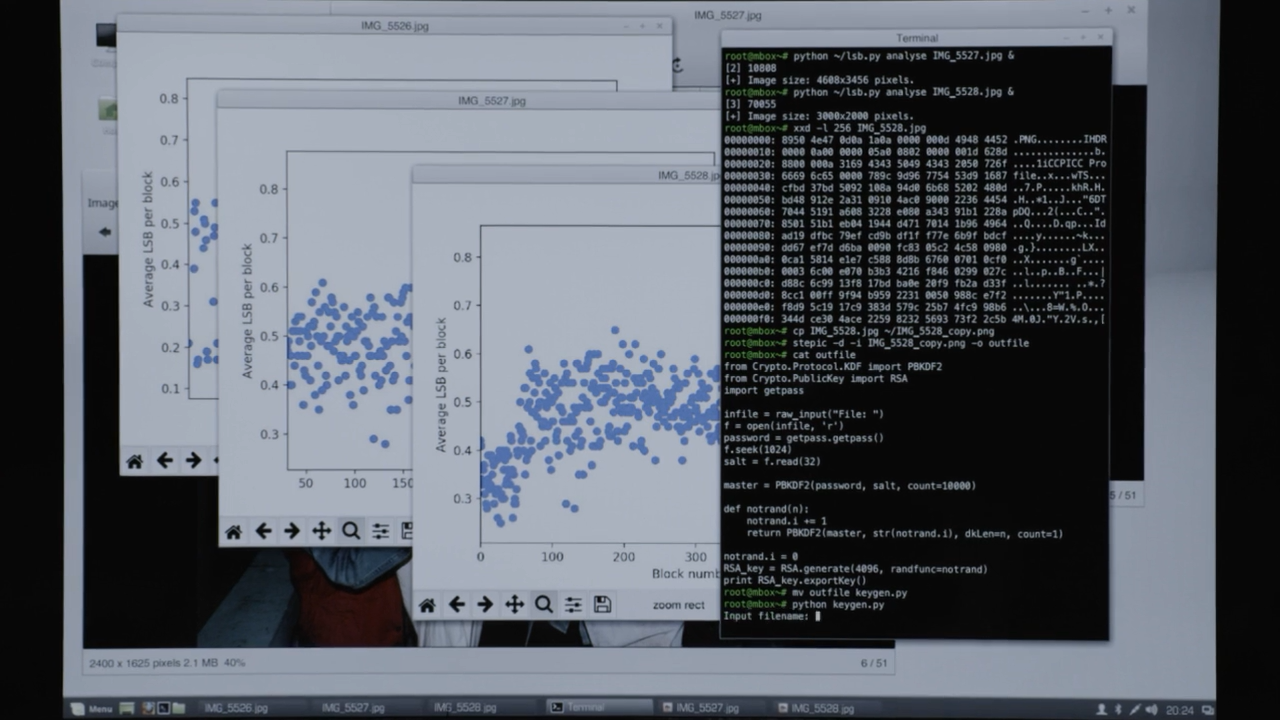 IMG_5526.jpg
IMG_5527.jpg
Average LSB per block
0.8
0.7
0.6
0.5
0.4
0.3
0.2
0.1
IMG_5527.jpg
Average LSB per block
0.8
0.7
0.6
0.5
0.4
0.3
50
100
IMG_5528.jpg
Average LSB per block
0.8
0.7
0.6
0.5
0.4
0.3
0
100
200
300
zoom rect
Image
2400 x 1625 pixels 2.1 MB 40%
6 / 51
5 / 51
Terminal
root@mbox~# python ~/lsb.py analyse IMG_5527.jpg &
[2] 10808
[+] Image size: 4608x3456 pixels.
root@mbox~# python ~/lsb.py analyse IMG_5528.jpg &
[3] 70055
[+] Image size: 3000x2000 pixels.
root@mbox~# xxd -l 256 IMG_5528.jpg
00000000: 8950 4e47 0d0a 1a0a 0000 000d 4948 4452 .PNG........IHDR
00000010: 0000 0a00 0000 05a0 0802 0000 001d 628d ..............b.
00000020: 8800 000a 3169 4343 5049 4343 2050 726f ....1iCCPICC Pro
00000030: 6669 6c65 0000 789c 9d96 7754 53d9 1687 file..x...wTS...
00000040: cfbd 37bd 5092 108a 94d0 6b68 5202 480d ..7.P.....khR.H.
00000050: bd48 912e 2a31 0910 4ac0 9000 2236 4454 .H..*1..J..."6DT
00000060: 7044 5191 a608 3228 e080 a343 91b1 228a pDQ...2(...C..".
00000070: 8501 51b1 eb04 1944 d471 7014 1b96 4964 ..Q....D.qp...Id
00000080: ad19 dfbc 79ef cd9b df1f f77e 6b9f bdcf ....y......~k...
00000090: dd67 ef7d d6ba 0090 fc83 05c2 4c58 0980 .g.}........LX..
000000a0: 0ca1 5814 e1e7 c588 8d8b 6760 0701 0cf0 ..X.......g`....
000000b0: 0003 6c00 e070 b3b3 4216 f846 0299 027c ..l..p..B..F...|
000000c0: d88c 6c99 13f8 17bd ba0e 20f9 fb2a d33f ..l....... ..*.?
000000d0: 8cc1 00ff 9f94 b959 2231 0050 988c e7f2 .......Y"1.P....
000000e0: f8d9 5c19 17c9 383d 579c 25b7 4fc9 98b6 ..\...8=W.%.O...
000000f0: 344d ce30 4ace 2259 8232 5693 73f2 2c5b 4M.0J."Y.2V.s.,[
root@mbox~# cp IMG_5528.jpg ~/IMG_5528_copy.png
root@mbox~# stepic -d -i IMG_5528_copy.png -o outfile
root@mbox~# cat outfile
from Crypto.Protocol.KDF import PBKDF2
from Crypto.PublicKey import RSA
import getpass
infile = raw_input("File: ")
f = open(infile, 'r')
password = getpass.getpass()
f.seek(1024)
salt = f.read(32)
master = PBKDF2(password, salt, count=10000)
def notrand(n):
notrand.i += 1
return PBKDF2(master, str(notrand.i), dkLen=n, count=1)
notrand.i = 0
RSA_key = RSA.generate(4096, randfunc=notrand)
print RSA_key.exportKey()
root@mbox~# mv outfile keygen.py
root@mbox~# python keygen.py
Input filename:
Menu
IMG_5526.jpg
IMG_5527.jpg
IMG_5528.jpg
Terminal
IMG_5527.jpg
IMG_5528.jpg
20:24